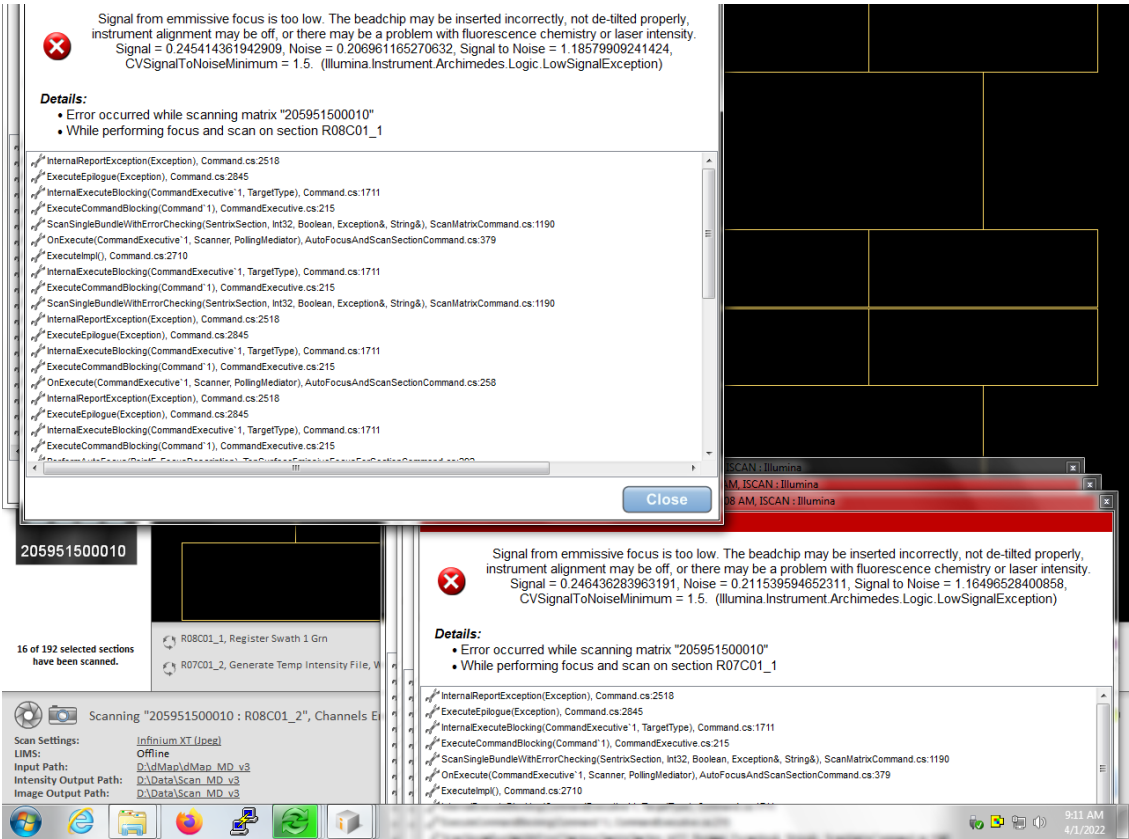 Signal from emmissive focus is too low. The beadchip may be inserted incorrectly, not de-tilted properly,
instrument alignment may be off, or there may be a problem with fluorescence chemistry or laser intensity.
Signal = 0.245414361942909, Noise = 0.206961165270632, Signal to Noise = 1.18579909241424,
CVSignalToNoiseMinimum = 1.5. (Illumina.Instrument.Archimedes.Logic.LowSignalException)
Details:
• Error occurred while scanning matrix "205951500010"
• While performing focus and scan on section R08C01_1
InternalReportException(Exception), Command.cs:2518
ExecuteEpilogue(Exception), Command.cs:2845
InternalExecuteBlocking(CommandExecutive`1, TargetType), Command.cs:1711
ExecuteCommandBlocking(Command`1), CommandExecutive.cs:215
ScanSingleBundleWithErrorChecking(SentrixSection, Int32, Boolean, Exception&, String&), ScanMatrixCommand.cs:1190
OnExecute(CommandExecutive`1, Scanner, PollingMediator), AutoFocusAndScanSectionCommand.cs:379
ExecuteImpl(), Command.cs:2710
InternalExecuteBlocking(CommandExecutive`1, TargetType), Command.cs:1711
ExecuteCommandBlocking(Command`1), CommandExecutive.cs:215
ScanSingleBundleWithErrorChecking(SentrixSection, Int32, Boolean, Exception&, String&), ScanMatrixCommand.cs:1190
InternalReportException(Exception), Command.cs:2518
ExecuteEpilogue(Exception), Command.cs:2845
InternalExecuteBlocking(CommandExecutive`1, TargetType), Command.cs:1711
ExecuteCommandBlocking(Command`1), CommandExecutive.cs:215
OnExecute(CommandExecutive`1, Scanner, PollingMediator), AutoFocusAndScanSectionCommand.cs:258
InternalReportException(Exception), Command.cs:2518
ExecuteEpilogue(Exception), Command.cs:2845
InternalExecuteBlocking(CommandExecutive`1, TargetType), Command.cs:1711
ExecuteCommandBlocking(Command`1), CommandExecutive.cs:215
Close
ISCAN : Illumina
AM, ISCAN : Illumina
08 AM, ISCAN : Illumina
205951500010
16 of 192 selected sections
have been scanned.
R08C01_1, Register Swath 1 Grn
R07C01_2, Generate Temp Intensity File, W
Scanning "205951500010 : R08C01_2", Channels E
Scan Settings: Infinium XT (Jpeg)
LIMS: Offline
Input Path: D:\dMap\dMap_MD_v3
Intensity Output Path: D:\Data\Scan_MD_v3
Image Output Path: D:\Data\Scan_MD_v3
Signal from emmissive focus is too low. The beadchip may be inserted incorrectly, not de-tilted properly,
instrument alignment may be off, or there may be a problem with fluorescence chemistry or laser intensity.
Signal = 0.246436283963191, Noise = 0.211539594652311, Signal to Noise = 1.16496528400858,
CVSignalToNoiseMinimum = 1.5. (Illumina.Instrument.Archimedes.Logic.LowSignalException)
Details:
• Error occurred while scanning matrix "205951500010"
• While performing focus and scan on section R07C01_1
InternalReportException(Exception), Command.cs:2518
ExecuteEpilogue(Exception), Command.cs:2845
InternalExecuteBlocking(CommandExecutive`1, TargetType), Command.cs:1711
ExecuteCommandBlocking(Command`1), CommandExecutive.cs:215
ScanSingleBundleWithErrorChecking(SentrixSection, Int32, Boolean, Exception&, String&), ScanMatrixCommand.cs:1190
OnExecute(CommandExecutive`1, Scanner, PollingMediator), AutoFocusAndScanSectionCommand.cs:379
ExecuteImpl(), Command.cs:2710
9:11 AM
4/1/2022